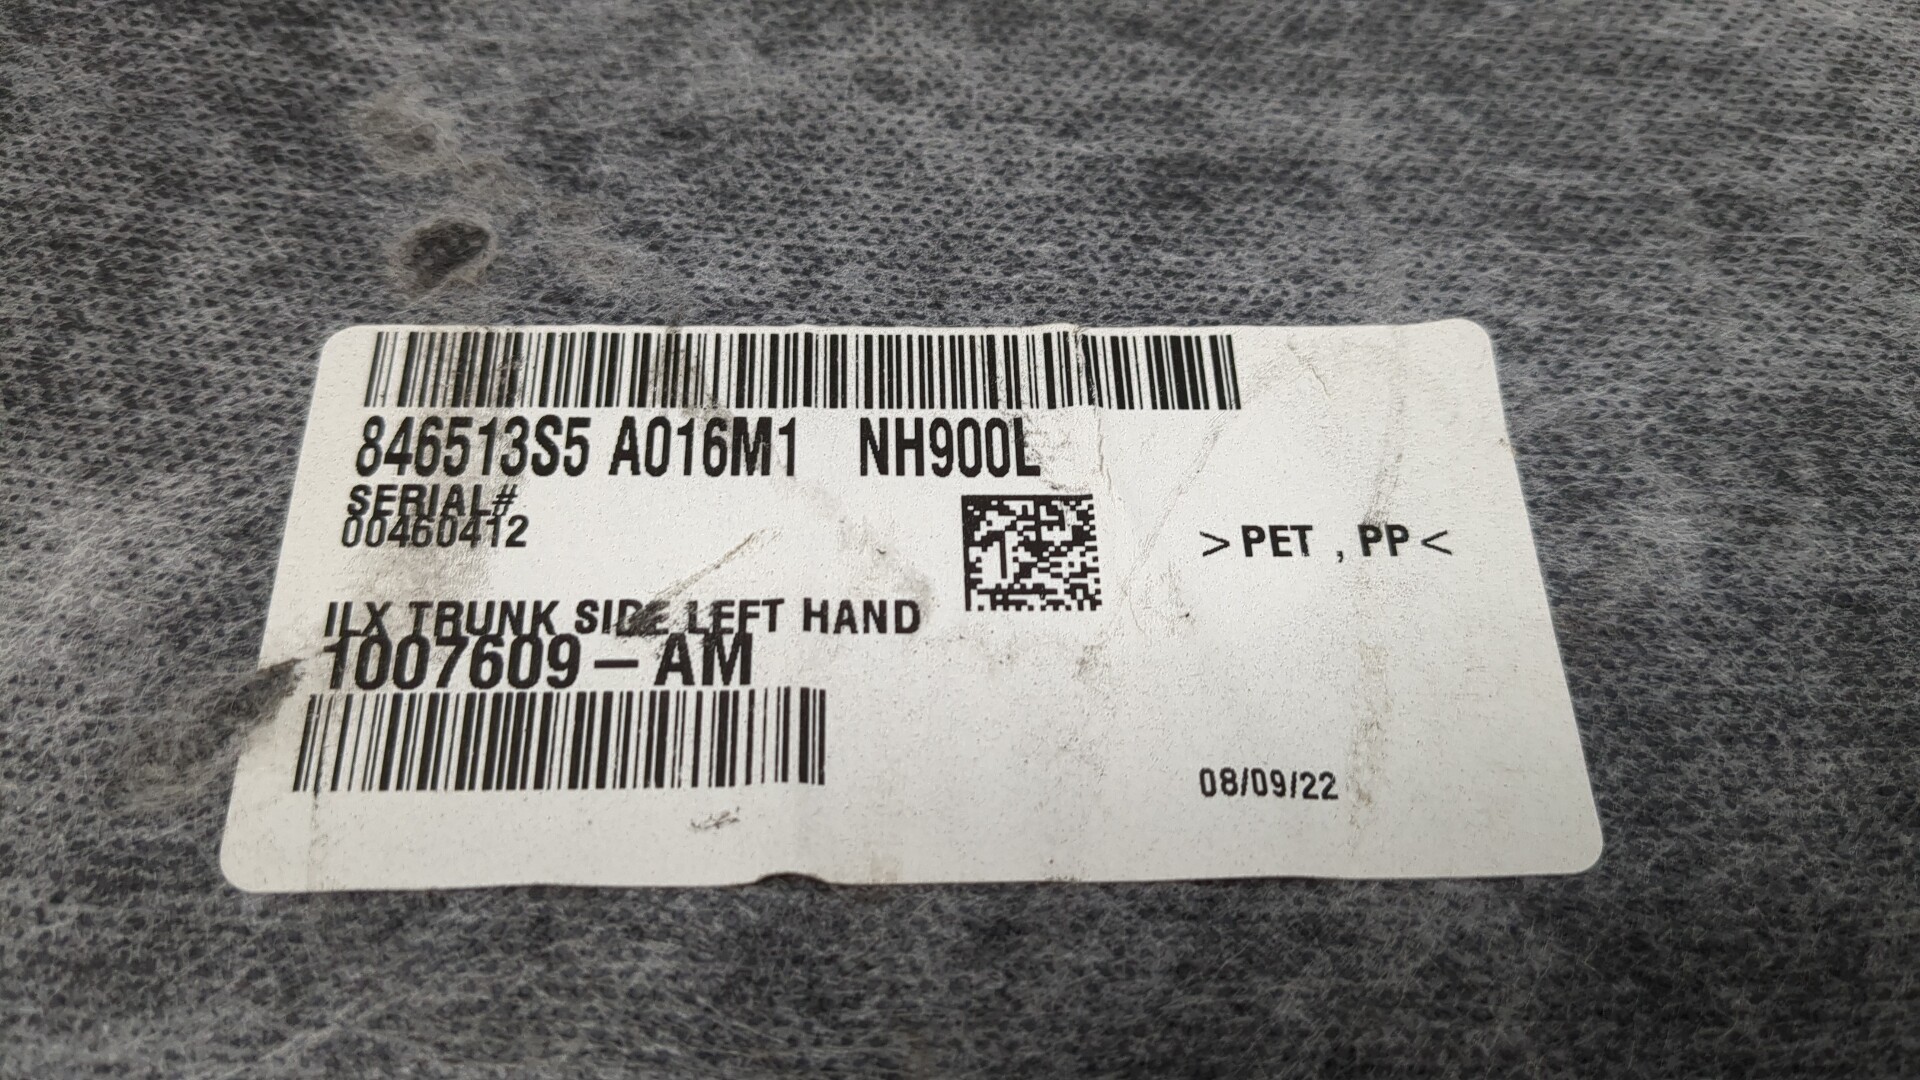 846513S5 A016M1 NH900L
SERIAL#
00460412
>PET , PP<
ILX TRUNK SIDE LEFT HAND
1007609-AM
08/09/22